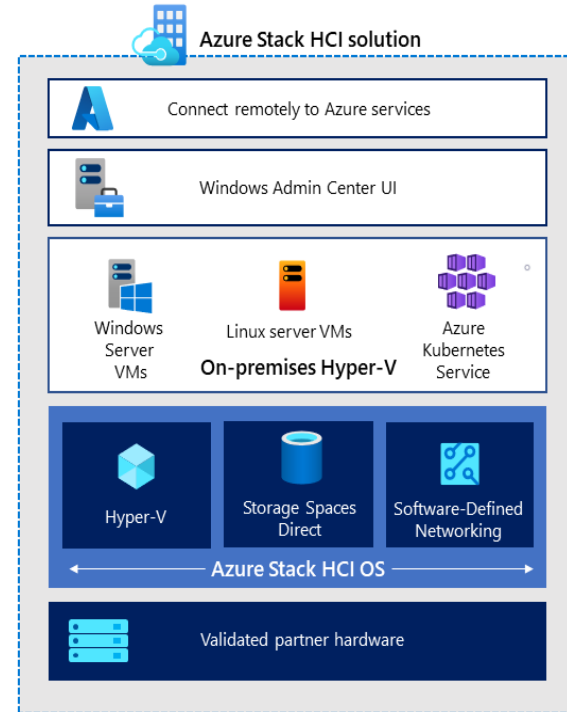 Azure Stack HCI solution
Connect remotely to Azure services
Windows Admin Center UI
Windows
Server
VMs
Linux server VMs
Azure
Kubernetes
Service
On-premises Hyper-V
Hyper-V
Storage Spaces
Direct
Software-Defined
Networking
Azure Stack HCI OS
Validated partner hardware